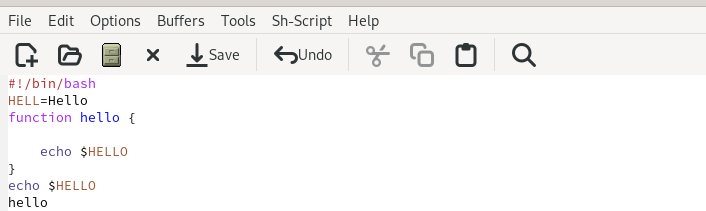 File Edit Options Buffers Tools Sh-Script Help
Save Undo
#!/bin/bash
HELL=Hello
function hello {
echo $HELLO
}
echo $HELLO
hello